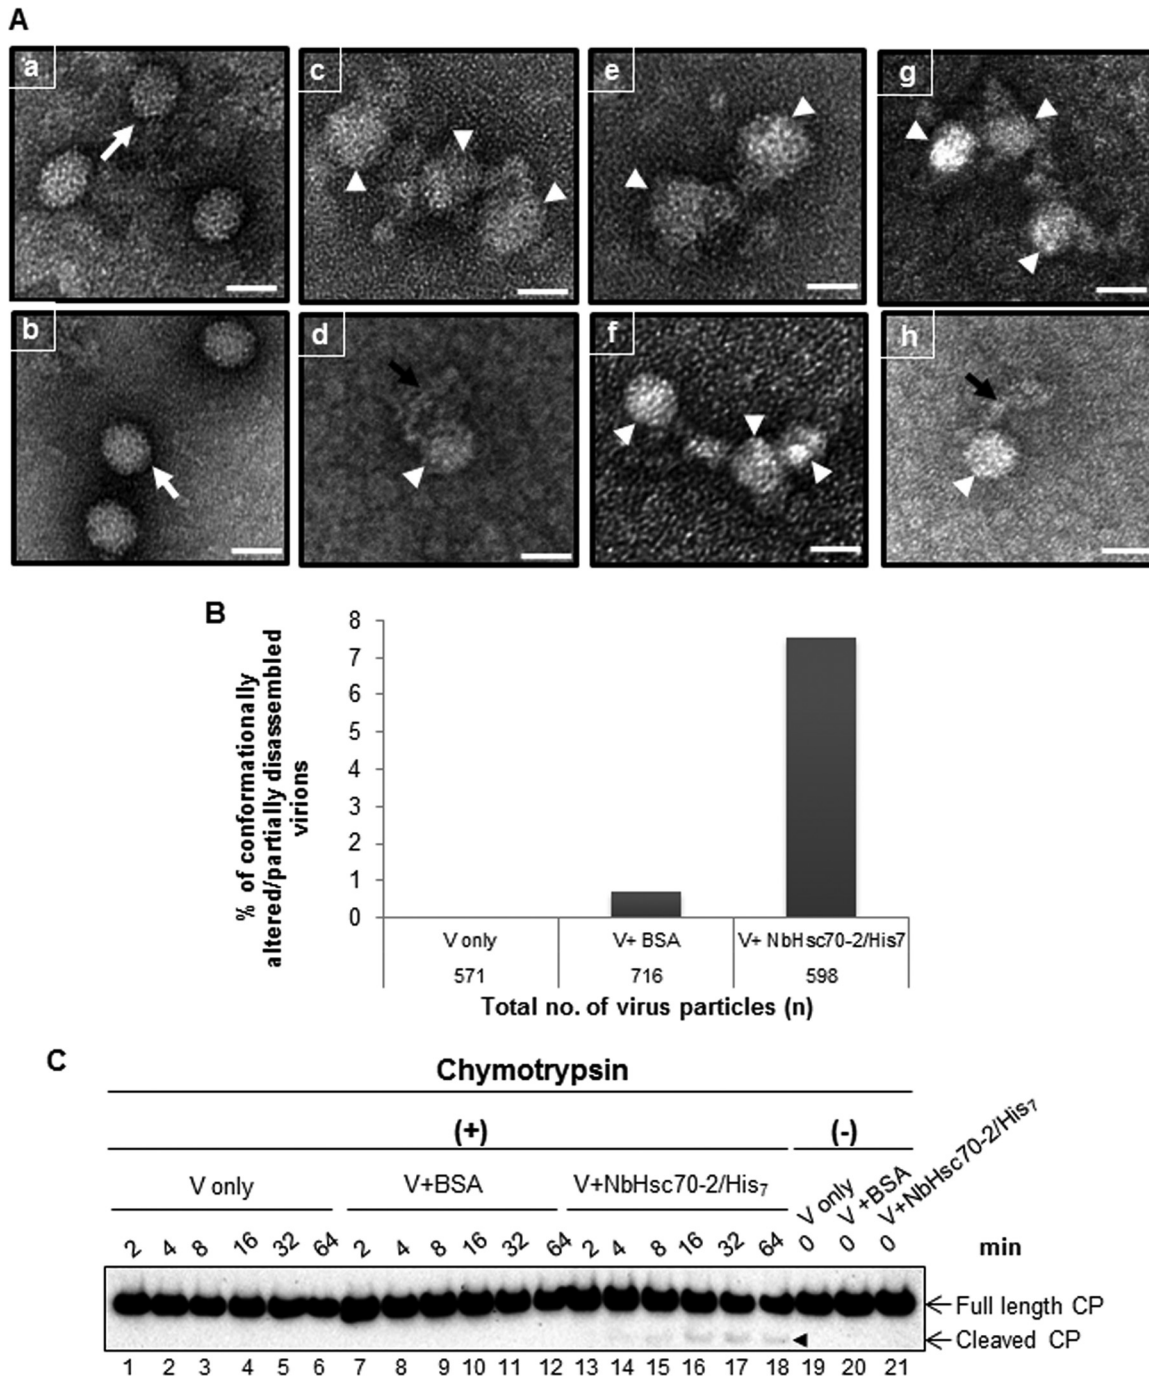 A
a c e g
b d f h
B
% of conformationally
altered/partially disassembled
virions
8
7
6
5
4
3
2
1
0
V only V+ BSA V+ NbHsc70-2/His7
571 716 598
Total no. of virus particles (n)
C
Chymotrypsin
(+) (-)
V only V+BSA V+NbHsc70-2/His₇ V only V +BSA V+NbHsc70-2/His₇
2 4 8 16 32 64 2 4 8 16 32 64 2 4 8 16 32 64 0 0 0 min
Full length CP
Cleaved CP
1 2 3 4 5 6 7 8 9 10 11 12 13 14 15 16 17 18 19 20 21